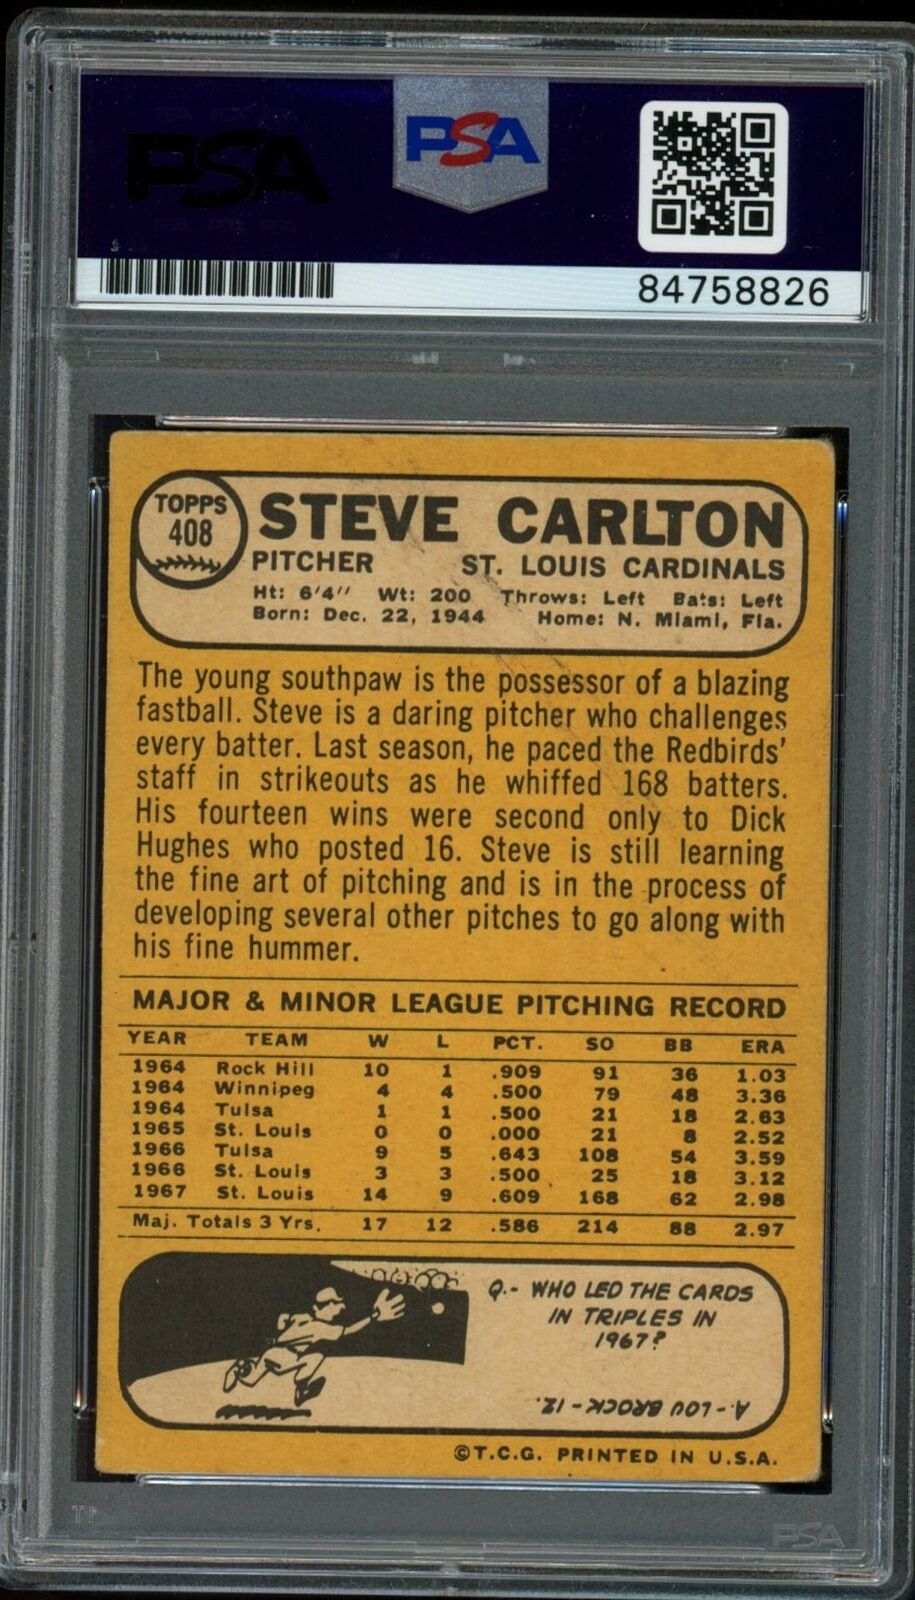 PSA
PSA
84758826
TOPPS
408
STEVE CARLTON
PITCHER ST. LOUIS CARDINALS
Ht: 6'4" Wt: 200 Throws: Left Bats: Left
Born: Dec. 22, 1944 Home: N. Miami, Fla.
The young southpaw is the possessor of a blazing
fastball. Steve is a daring pitcher who challenges
every batter. Last season, he paced the Redbirds'
staff in strikeouts as he whiffed 168 batters.
His fourteen wins were second only to Dick
Hughes who posted 16. Steve is still learning
the fine art of pitching and is in the process of
developing several other pitches to go along with
his fine hummer.
MAJOR & MINOR LEAGUE PITCHING RECORD
YEAR TEAM W L PCT. SO BB ERA
1964 Rock Hill 10 1 .909 91 36 1.03
1964 Winnipeg 4 4 .500 79 48 3.36
1964 Tulsa 1 1 .500 21 18 2.63
1965 St. Louis 0 0 .000 21 8 2.52
1966 Tulsa 9 5 .643 108 54 3.59
1966 St. Louis 3 3 .500 25 18 3.12
1967 St. Louis 14 9 .609 168 62 2.98
Maj. Totals 3 Yrs. 17 12 .586 214 88 2.97
Q.- WHO LED THE CARDS
IN TRIPLES IN
1967?
A-LOU BROCK-12.
©T.C.G. PRINTED IN U.S.A.
PSA